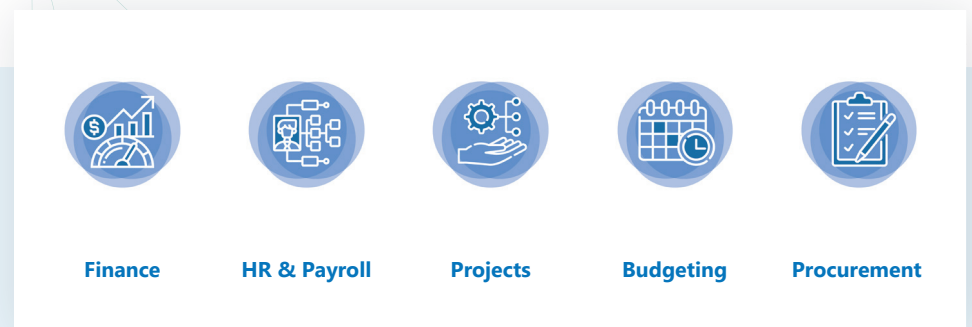 $
Finance
HR & Payroll
Projects
Budgeting
Procurement